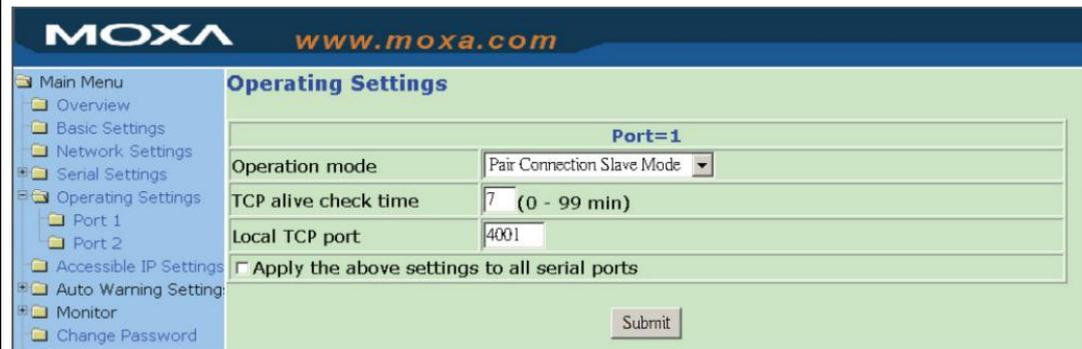 MOXA www.moxa.com
Main Menu
Overview
Basic Settings
Network Settings
Serial Settings
Operating Settings
Port 1
Port 2
Accessible IP Settings
Auto Warning Setting
Monitor
Change Password
Operating Settings
Port=1
Operation mode Pair Connection Slave Mode
TCP alive check time 7 (0 - 99 min)
Local TCP port 4001
Apply the above settings to all serial ports
Submit